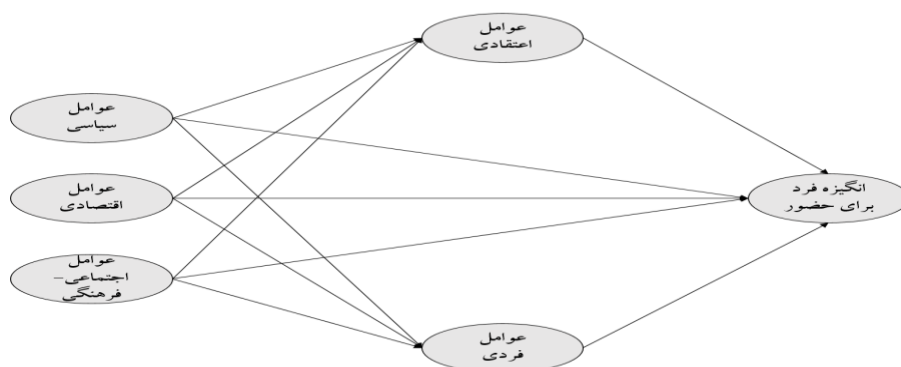 عوامل
اعتقادی
عوامل
سیاسی
عوامل
اقتصادی
انگیزه فرد
برای حضور
عوامل
اجتماعی-
فرهنگی
عوامل
فردی